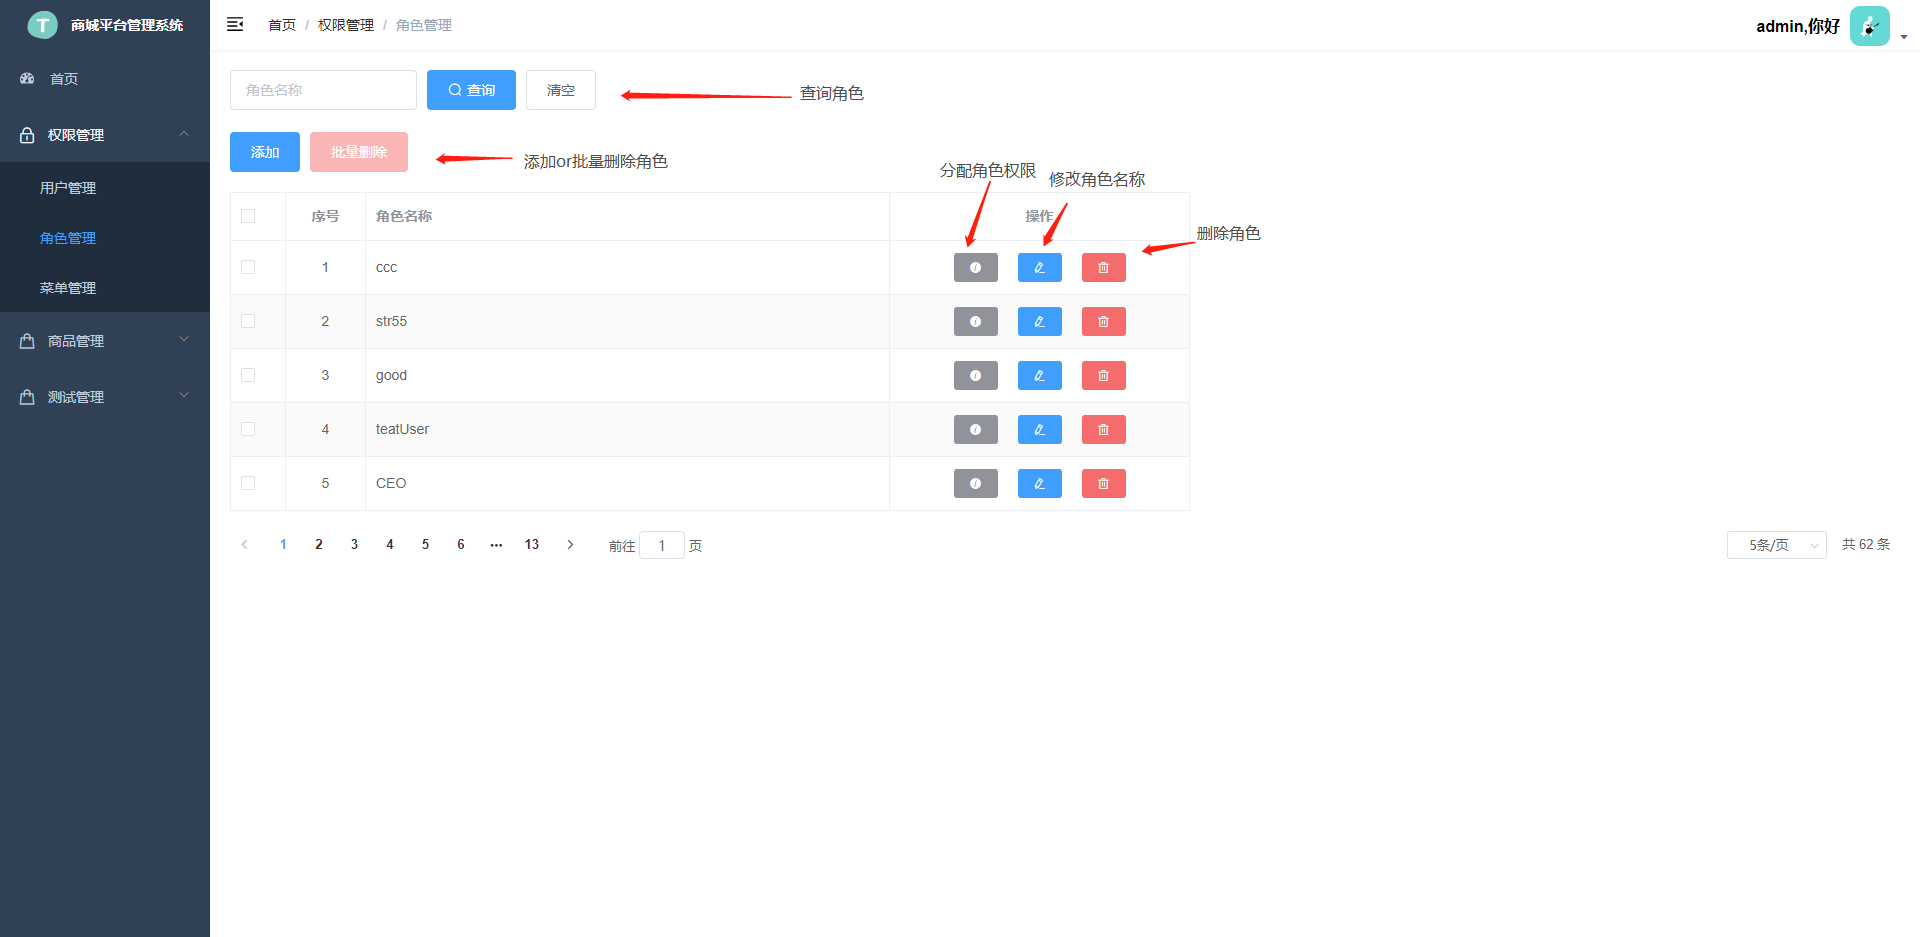 T 商城平台管理系统
首页 / 权限管理 / 角色管理
admin,你好
首页
权限管理
用户管理
角色管理
菜单管理
商品管理
测试管理
角色名称 查询 清空
查询角色
添加 批量删除
添加or批量删除角色
分配角色权限
修改角色名称
删除角色
序号 角色名称 操作
1 ccc
2 str55
3 good
4 teatUser
5 CEO
1 2 3 4 5 6 ••• 13 前往 1 页
5条/页 共 62 条